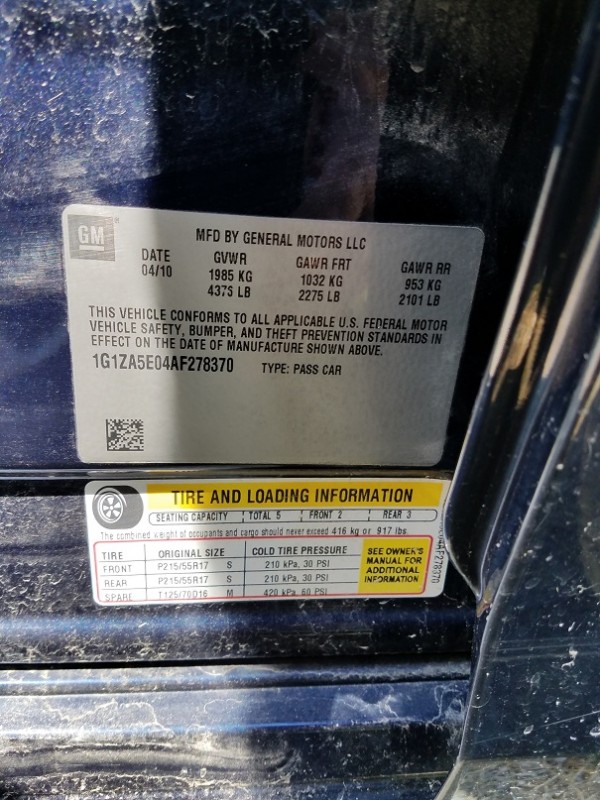 GM
MFD BY GENERAL MOTORS LLC
DATE GVWR GAWR FRT GAWR RR
04/10 1985 KG 1032 KG 953 KG
4373 LB 2275 LB 2101 LB
THIS VEHICLE CONFORMS TO ALL APPLICABLE U.S. FEDERAL MOTOR
VEHICLE SAFETY, BUMPER, AND THEFT PREVENTION STANDARDS IN
EFFECT ON THE DATE OF MANUFACTURE SHOWN ABOVE.
1G1ZA5E04AF278370 TYPE: PASS CAR
TIRE AND LOADING INFORMATION
SEATING CAPACITY TOTAL 5 FRONT 2 REAR 3
The combined weight of occupants and cargo should never exceed 416 kg or 917 lbs.
TIRE ORIGINAL SIZE COLD TIRE PRESSURE
FRONT P215/55R17 S 210 kPa, 30 PSI
REAR P215/55R17 S 210 kPa, 30 PSI
SPARE T125/70D16 M 420 kPa, 60 PSI
SEE OWNER'S
MANUAL FOR
ADDITIONAL
INFORMATION